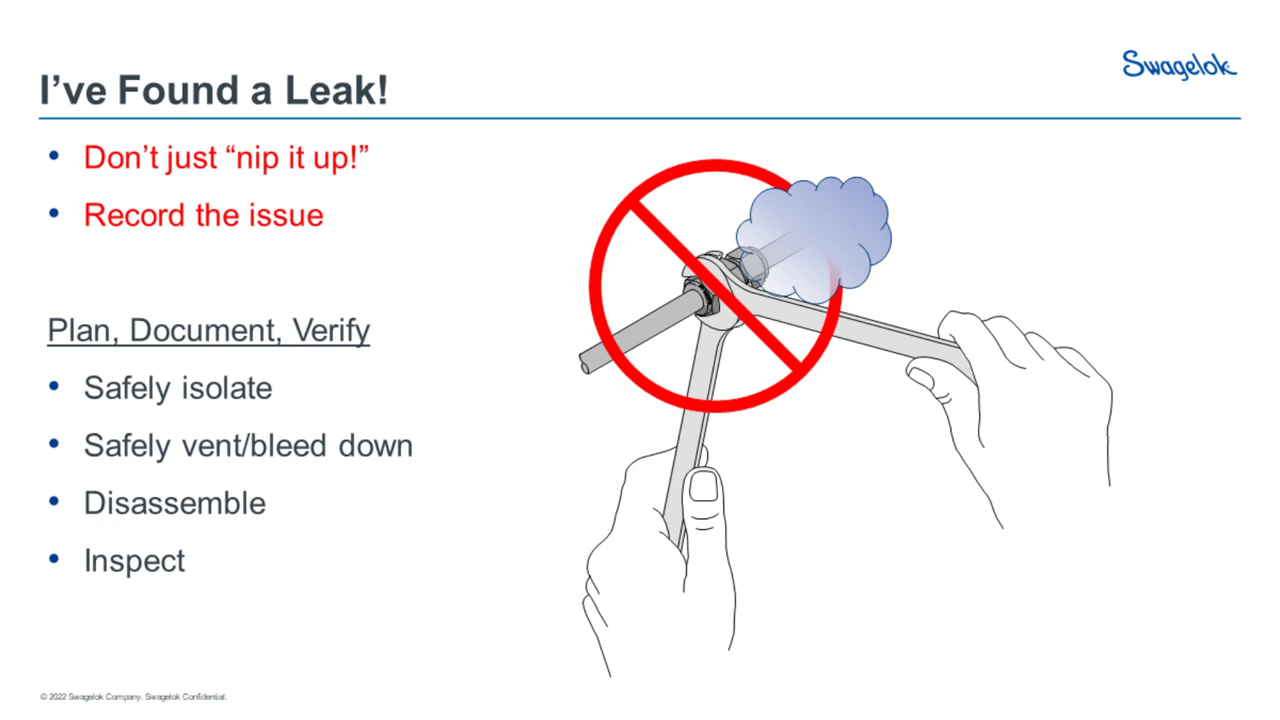 Swagelok
I’ve Found a Leak!
• Don’t just “nip it up!”
• Record the issue
Plan, Document, Verify
• Safely isolate
• Safely vent/bleed down
• Disassemble
• Inspect
© 2022 Swagelok Company. Swagelok Confidential.